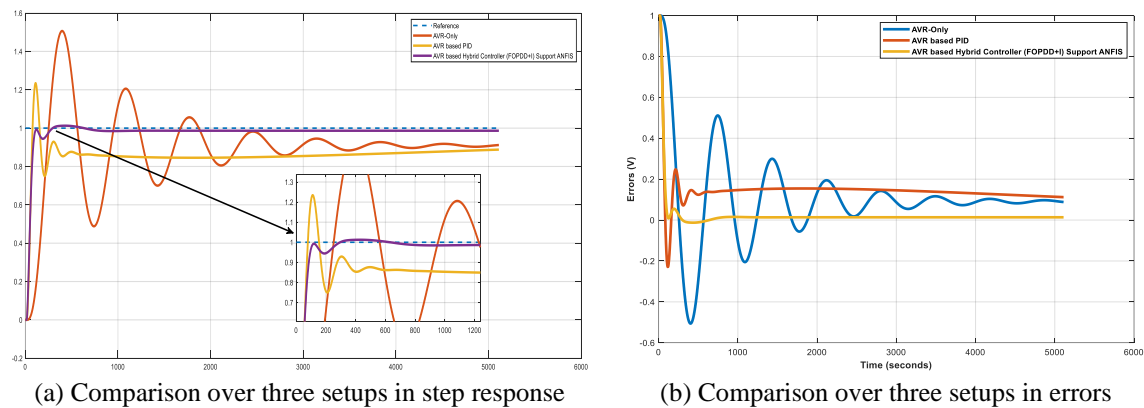 1.6
1.4
1.2
1
0.8
0.6
0.4
0.2
0
-0.2
0 1000 2000 3000 4000 5000 6000
Reference
AVR-Only
AVR based PID
AVR based Hybrid Controller (FOPDD+I) Support ANFIS
1.3
1.2
1.1
1
0.9
0.8
0.7
0 200 400 600 800 1000 1200
(a) Comparison over three setups in step response
1
0.8
0.6
0.4
0.2
0
-0.2
-0.4
-0.6
Errors (V)
0 1000 2000 3000 4000 5000 6000
Time (seconds)
AVR-Only
AVR based PID
AVR based Hybrid Controller (FOPDD+I) Support ANFIS
(b) Comparison over three setups in errors